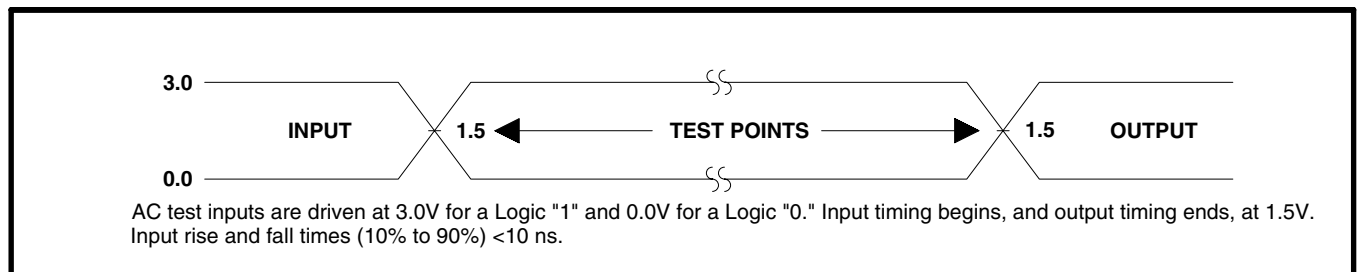 3.0
INPUT 1.5 TEST POINTS 1.5 OUTPUT
0.0
AC test inputs are driven at 3.0V for a Logic "1" and 0.0V for a Logic "0." Input timing begins, and output timing ends, at 1.5V.
Input rise and fall times (10% to 90%) <10 ns.